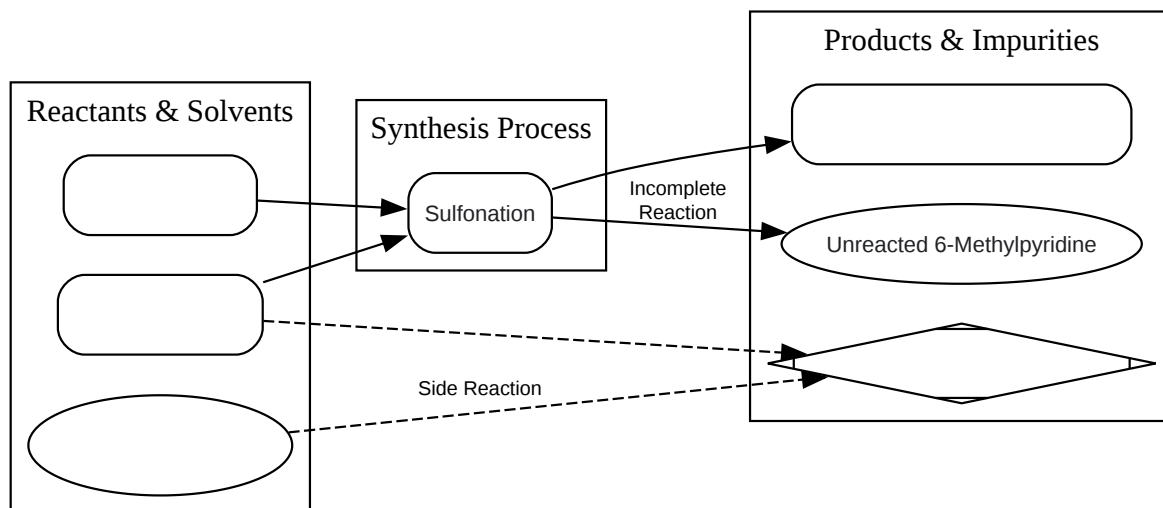 Products & Impurities
Reactants & Solvents
Synthesis Process
Incomplete
Reaction
Sulfonation
Unreacted 6-Methylpyridine
Side Reaction